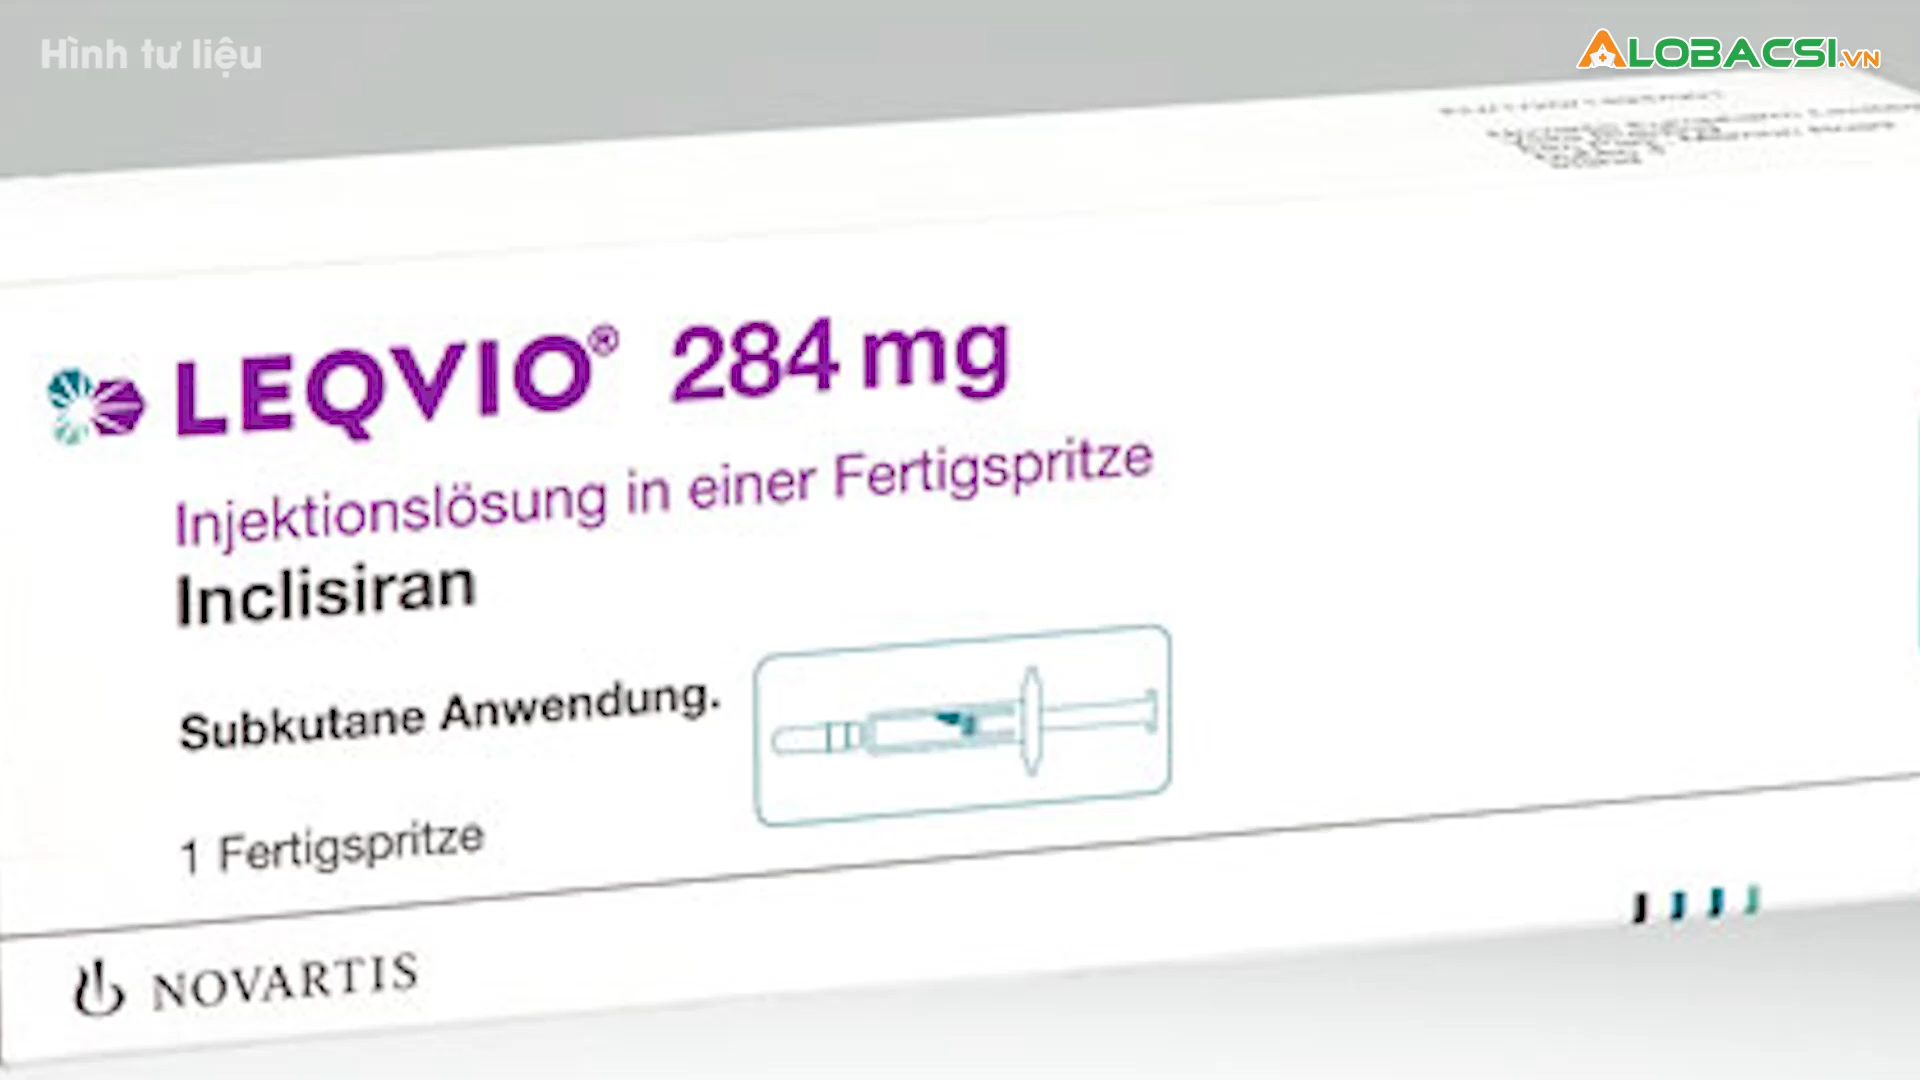 Hình tư liệu
ALOBACSI.VN
LEQVIO® 284 mg
Injektionslösung in einer Fertigspritze
Inclisiran
Subkutane Anwendung.
1 Fertigspritze
NOVARTIS